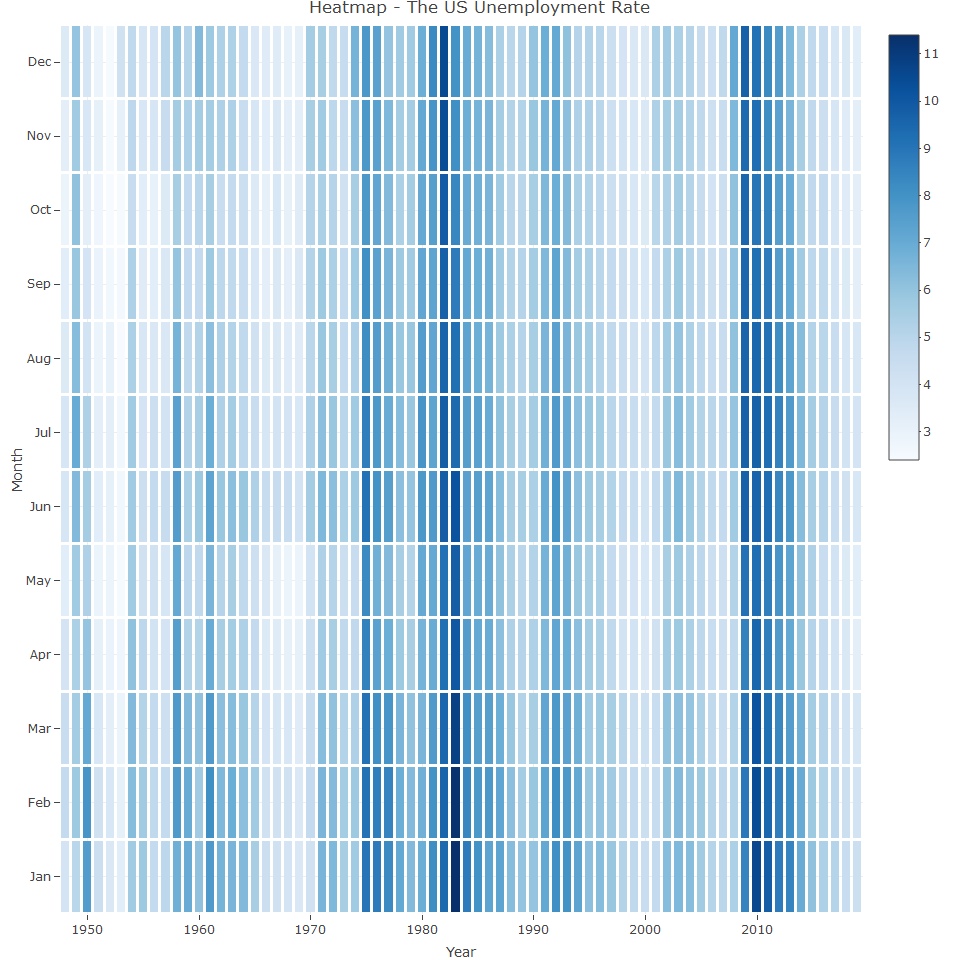 Heatmap - The US Unemployment Rate
Dec
Nov
Oct
Sep
Aug
Jul
Jun
May
Apr
Mar
Feb
Jan
Month
1950 1960 1970 1980 1990 2000 2010
Year
11
10
9
8
7
6
5
4
3